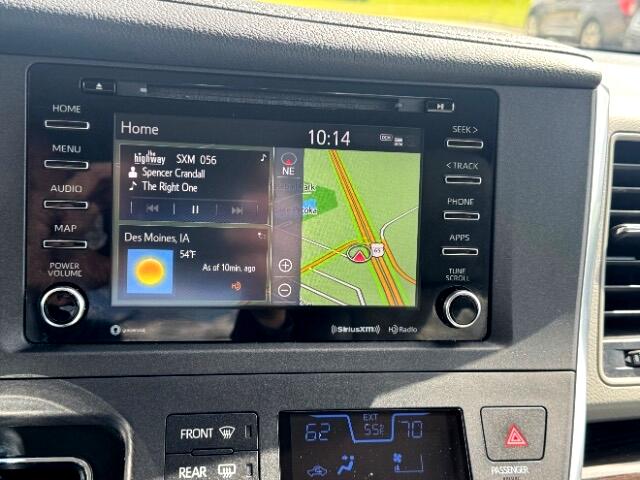 HOME
MENU
AUDIO
MAP
POWER
VOLUME
Home
10:14
DCM
the highway SXM 056
Spencer Crandall
The Right One
Des Moines, IA
54°F
As of 10min. ago
NE
65
SEEK >
< TRACK
PHONE
APPS
TUNE
SCROLL
((SiriusXM))
HD Radio
FRONT
REAR
62
EXT
55°F
70
PASSENGER